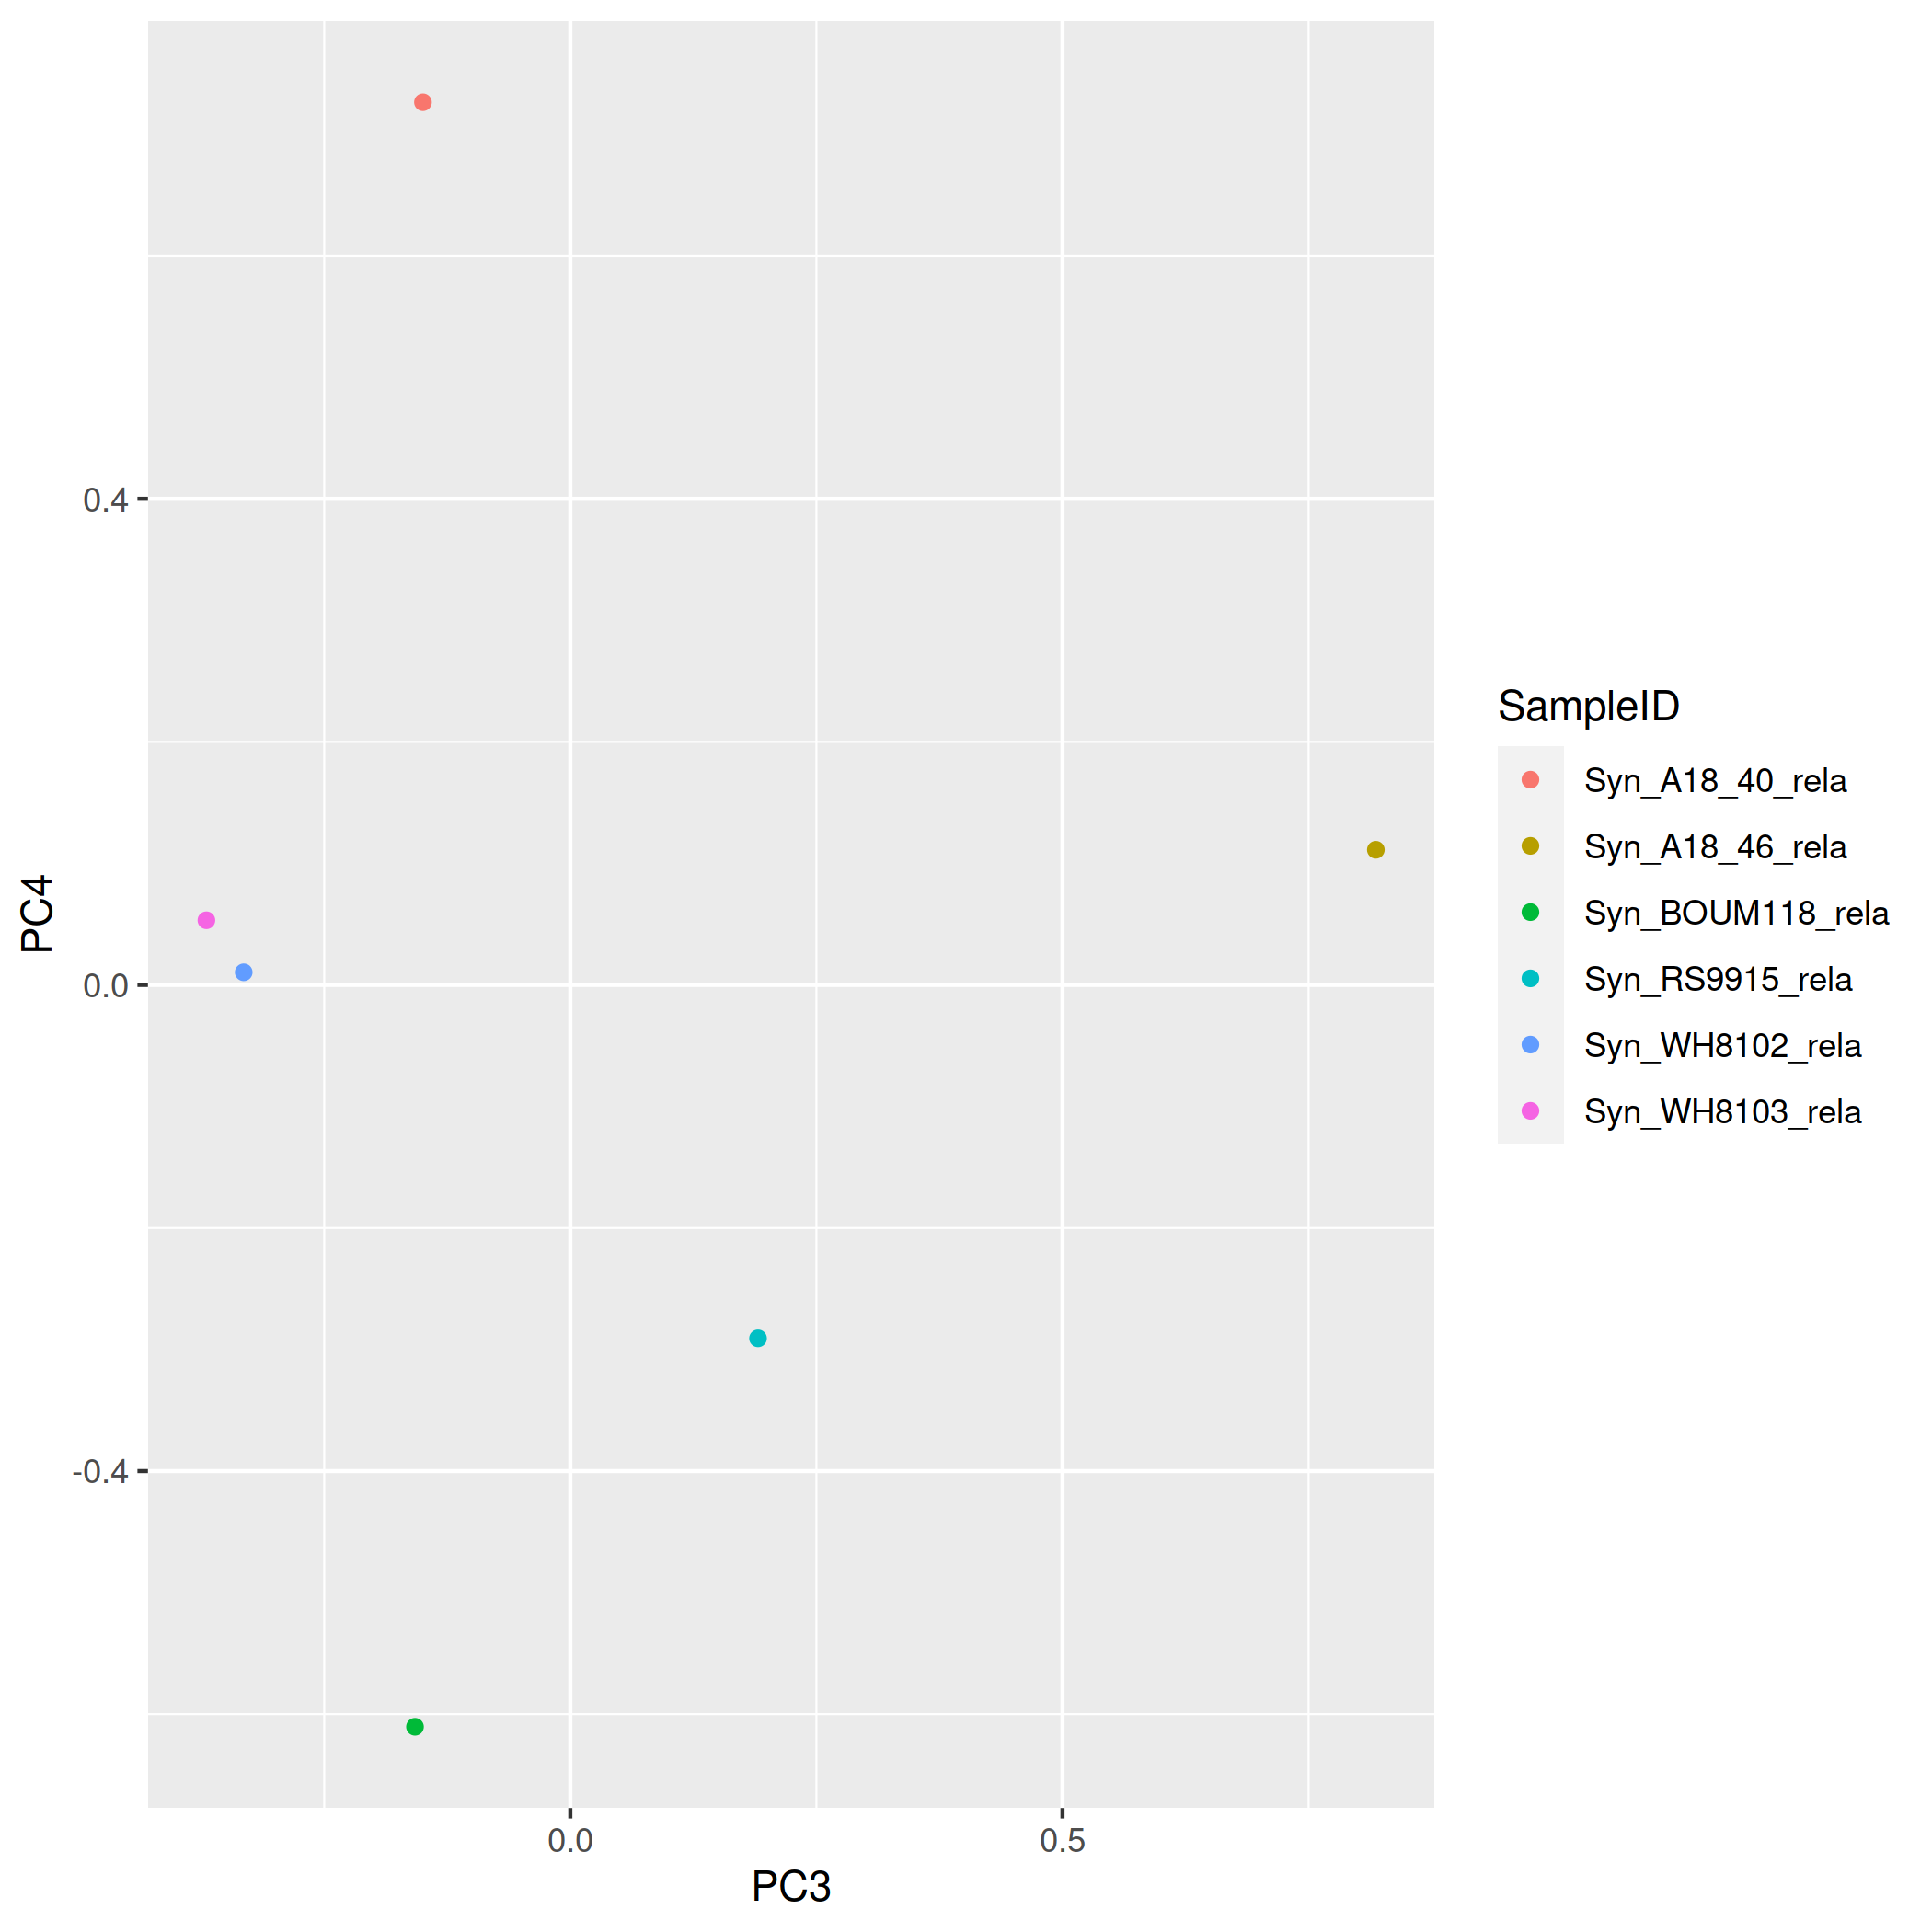 PC4
0.4
0.0
-0.4
0.0
0.5
PC3
SampleID
Syn_A18_40_rela
Syn_A18_46_rela
Syn_BOUM118_rela
Syn_RS9915_rela
Syn_WH8102_rela
Syn_WH8103_rela